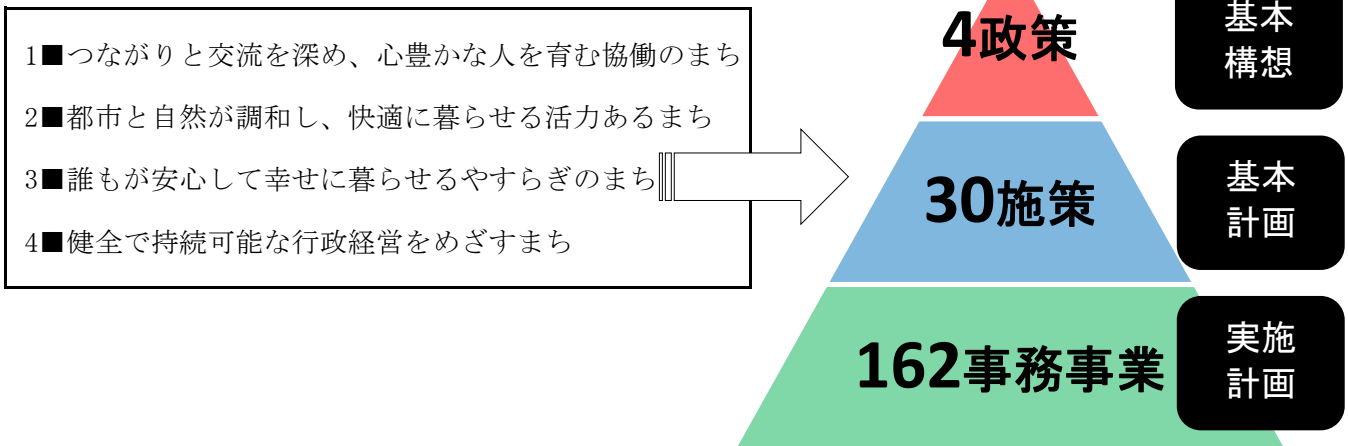 1■つながりと交流を深め、心豊かな人を育む協働のまち
2■都市と自然が調和し、快適に暮らせる活力あるまち
3■誰もが安心して幸せに暮らせるやすらぎのまち
4■健全で持続可能な行政経営をめざすまち
4政策
基本
構想
30施策
基本
計画
162事務事業
実施
計画